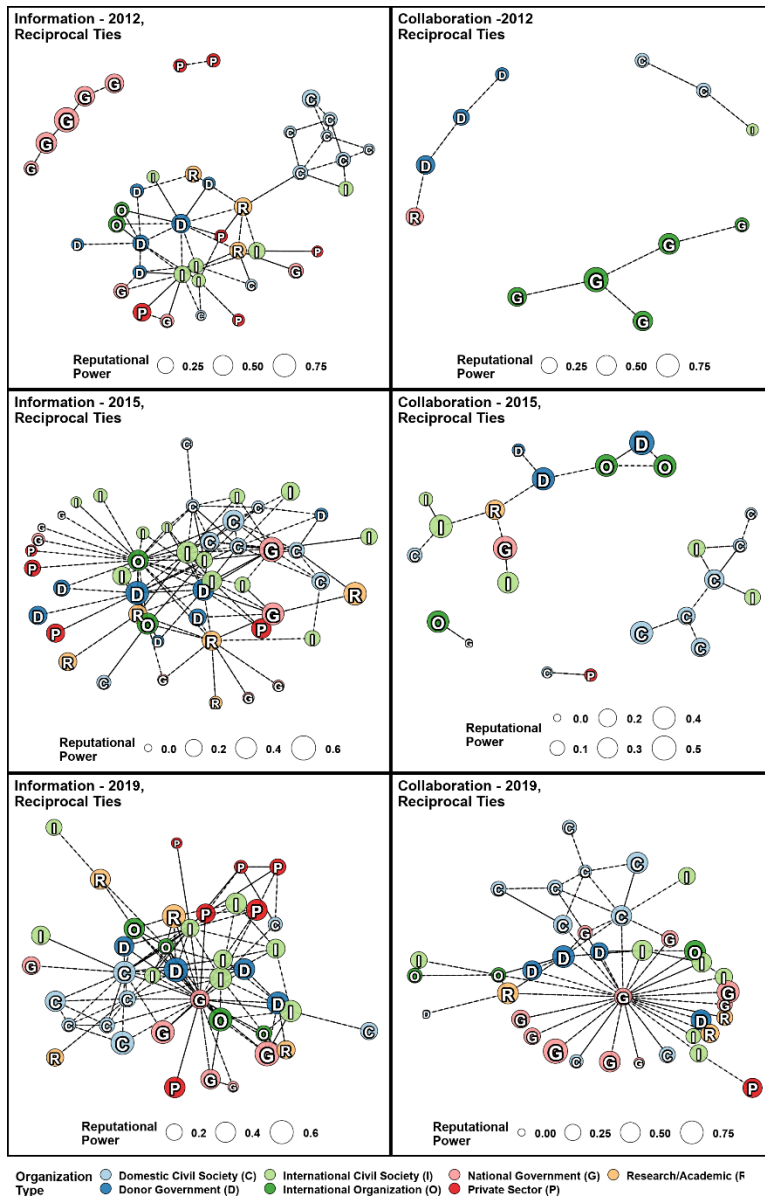 Information - 2012,
Reciprocal Ties
Reputational
Power
0.25 0.50 0.75
Collaboration -2012
Reciprocal Ties
Reputational
Power
0.25 0.50 0.75
Information - 2015,
Reciprocal Ties
Reputational
Power
0.0 0.2 0.4 0.6
Collaboration - 2015,
Reciprocal Ties
Reputational
Power
0.0 0.2 0.4
0.1 0.3 0.5
Information - 2019,
Reciprocal Ties
Reputational
Power
0.2 0.4 0.6
Collaboration - 2019,
Reciprocal Ties
Reputational
Power
0.00 0.25 0.50 0.75
Organization
Type
Domestic Civil Society (C) International Civil Society (I) National Government (G) Research/Academic (R
Donor Government (D) International Organization (O) Private Sector (P)